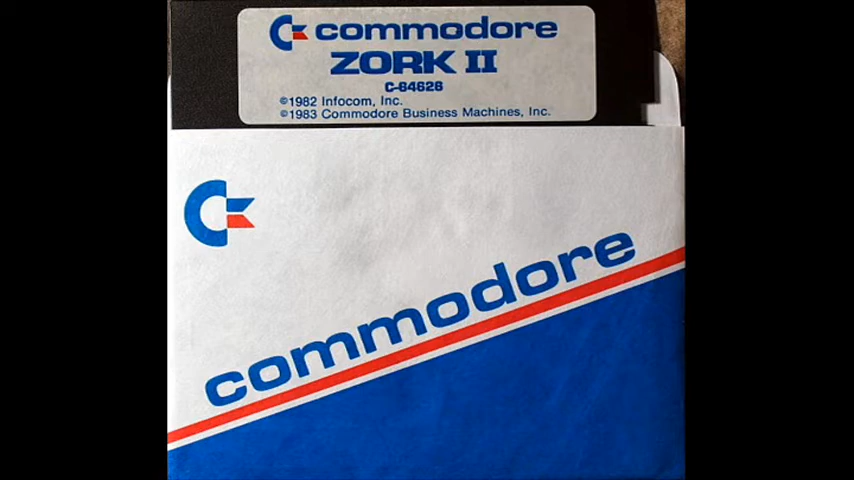 commodore
ZORK II
C-64626
©1982 Infocom, Inc.
©1983 Commodore Business Machines, Inc.
commodore